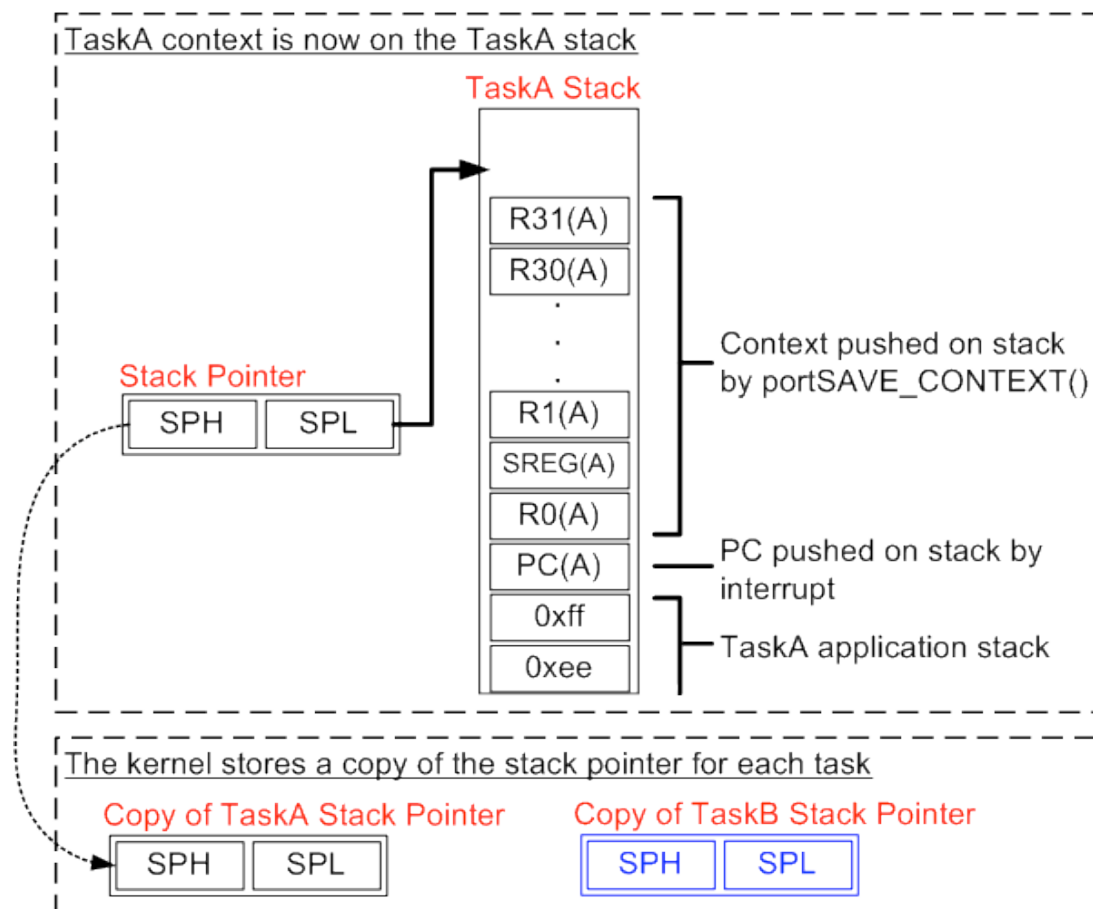 TaskA context is now on the TaskA stack
TaskA Stack
R31(A)
R30(A)
Context pushed on stack
by portSAVE_CONTEXT()
Stack Pointer
SPH SPL
R1(A)
SREG(A)
R0(A)
PC(A)
PC pushed on stack by
interrupt
0xff
0xee
TaskA application stack
The kernel stores a copy of the stack pointer for each task
Copy of TaskA Stack Pointer
SPH SPL
Copy of TaskB Stack Pointer
SPH SPL